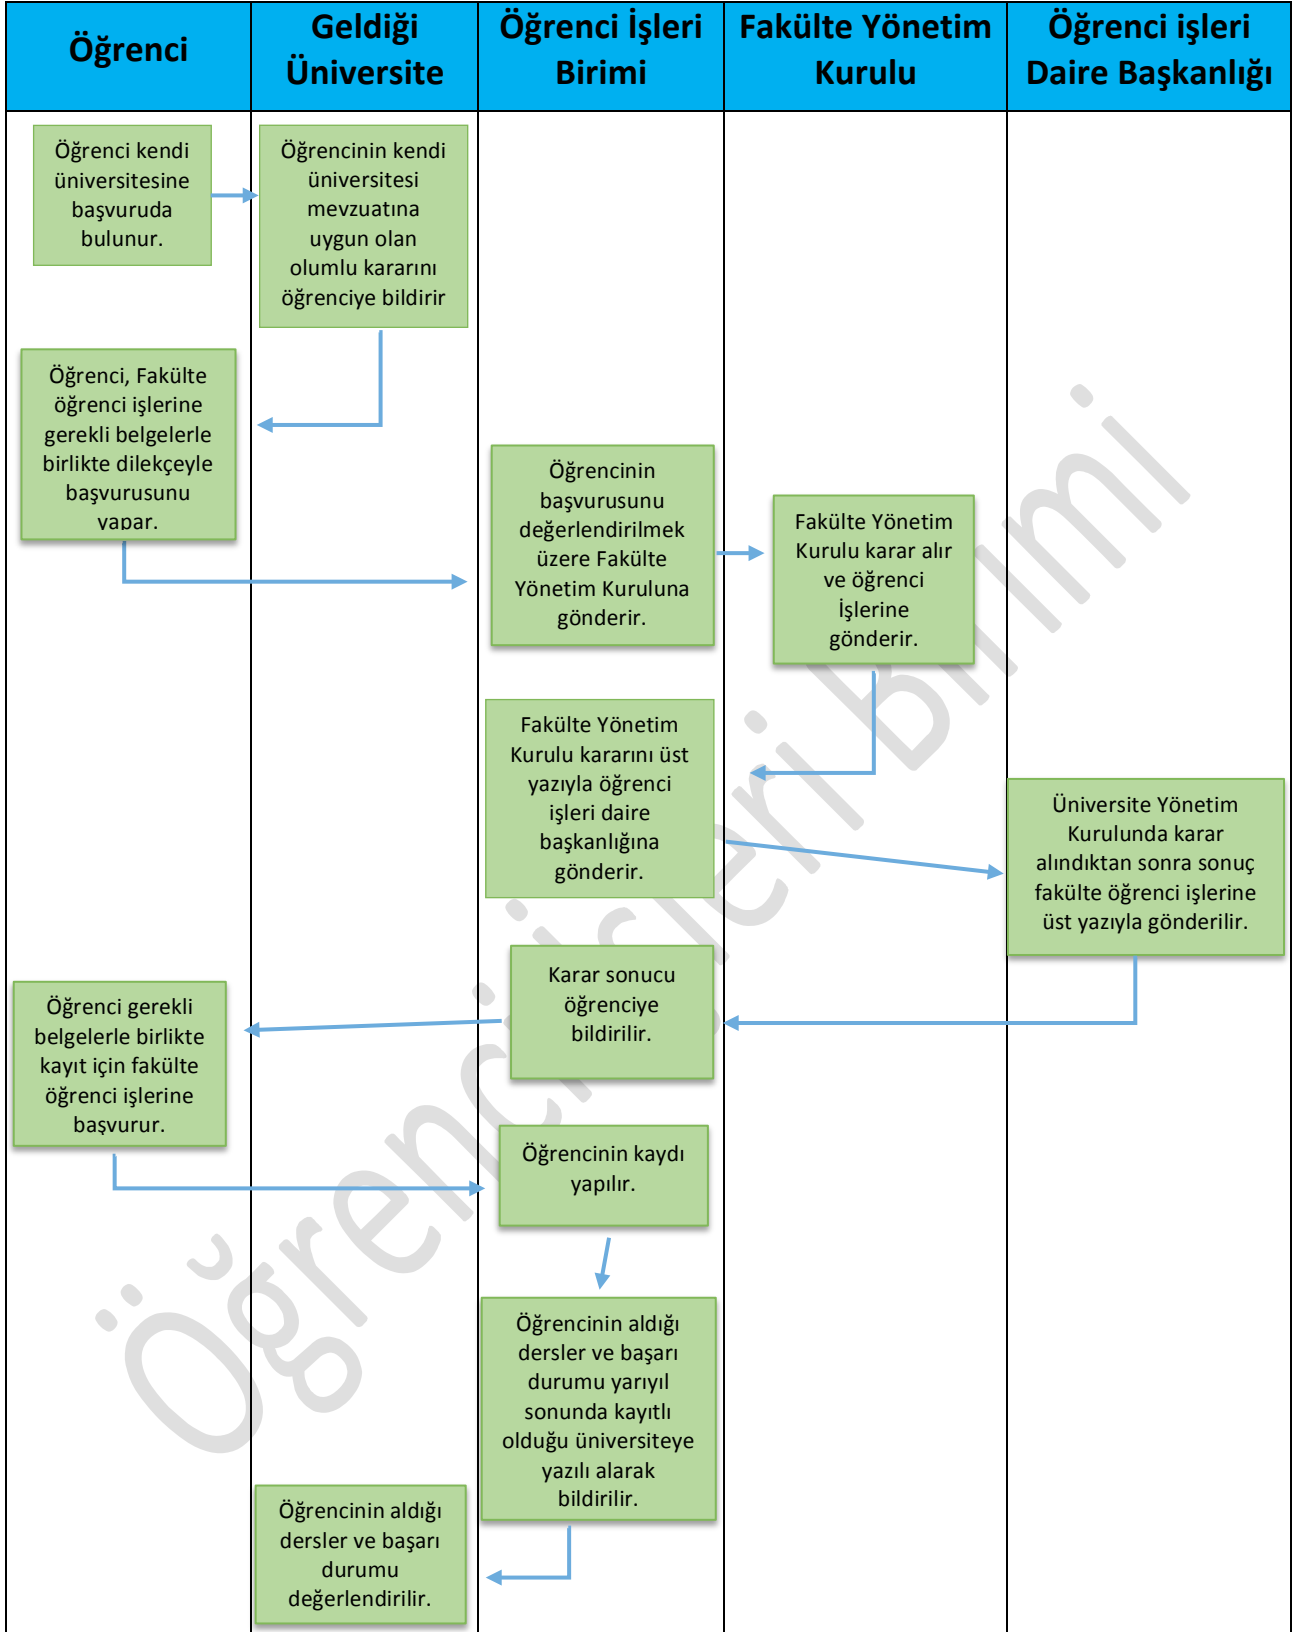 Öğrenci
Geldiği
Üniversite
Öğrenci İşleri
Birimi
Fakülte Yönetim
Kurulu
Öğrenci işleri
Daire Başkanlığı
Öğrenci kendi
üniversitesine
başvuruda
bulunur.
Öğrencinin kendi
üniversitesi
mevzuatına
uygun olan
olumlu kararını
öğrenciye bildirir
Öğrenci, Fakülte
öğrenci işlerine
gerekli belgelerle
birlikte dilekçeyle
başvurusunu
yapar.
Öğrencinin
başvurusunu
değerlendirilmek
üzere Fakülte
Yönetim Kuruluna
gönderir.
Fakülte Yönetim
Kurulu karar alır
ve öğrenci
İşlerine
gönderir.
Fakülte Yönetim
Kurulu kararını üst
yazıyla öğrenci
işleri daire
başkanlığına
gönderir.
Üniversite Yönetim
Kurulunda karar
alındıktan sonra sonuç
fakülte öğrenci işlerine
üst yazıyla gönderilir.
Karar sonucu
öğrenciye
bildirilir.
Öğrenci gerekli
belgelerle birlikte
kayıt için fakülte
öğrenci işlerine
başvurur.
Öğrencinin kaydı
yapılır.
Öğrencinin aldığı
dersler ve başarı
durumu yarıyıl
sonunda kayıtlı
olduğu üniversiteye
yazılı alarak
bildirilir.
Öğrencinin aldığı
dersler ve başarı
durumu
değerlendirilir.
Öğrenci İşleri Birimi